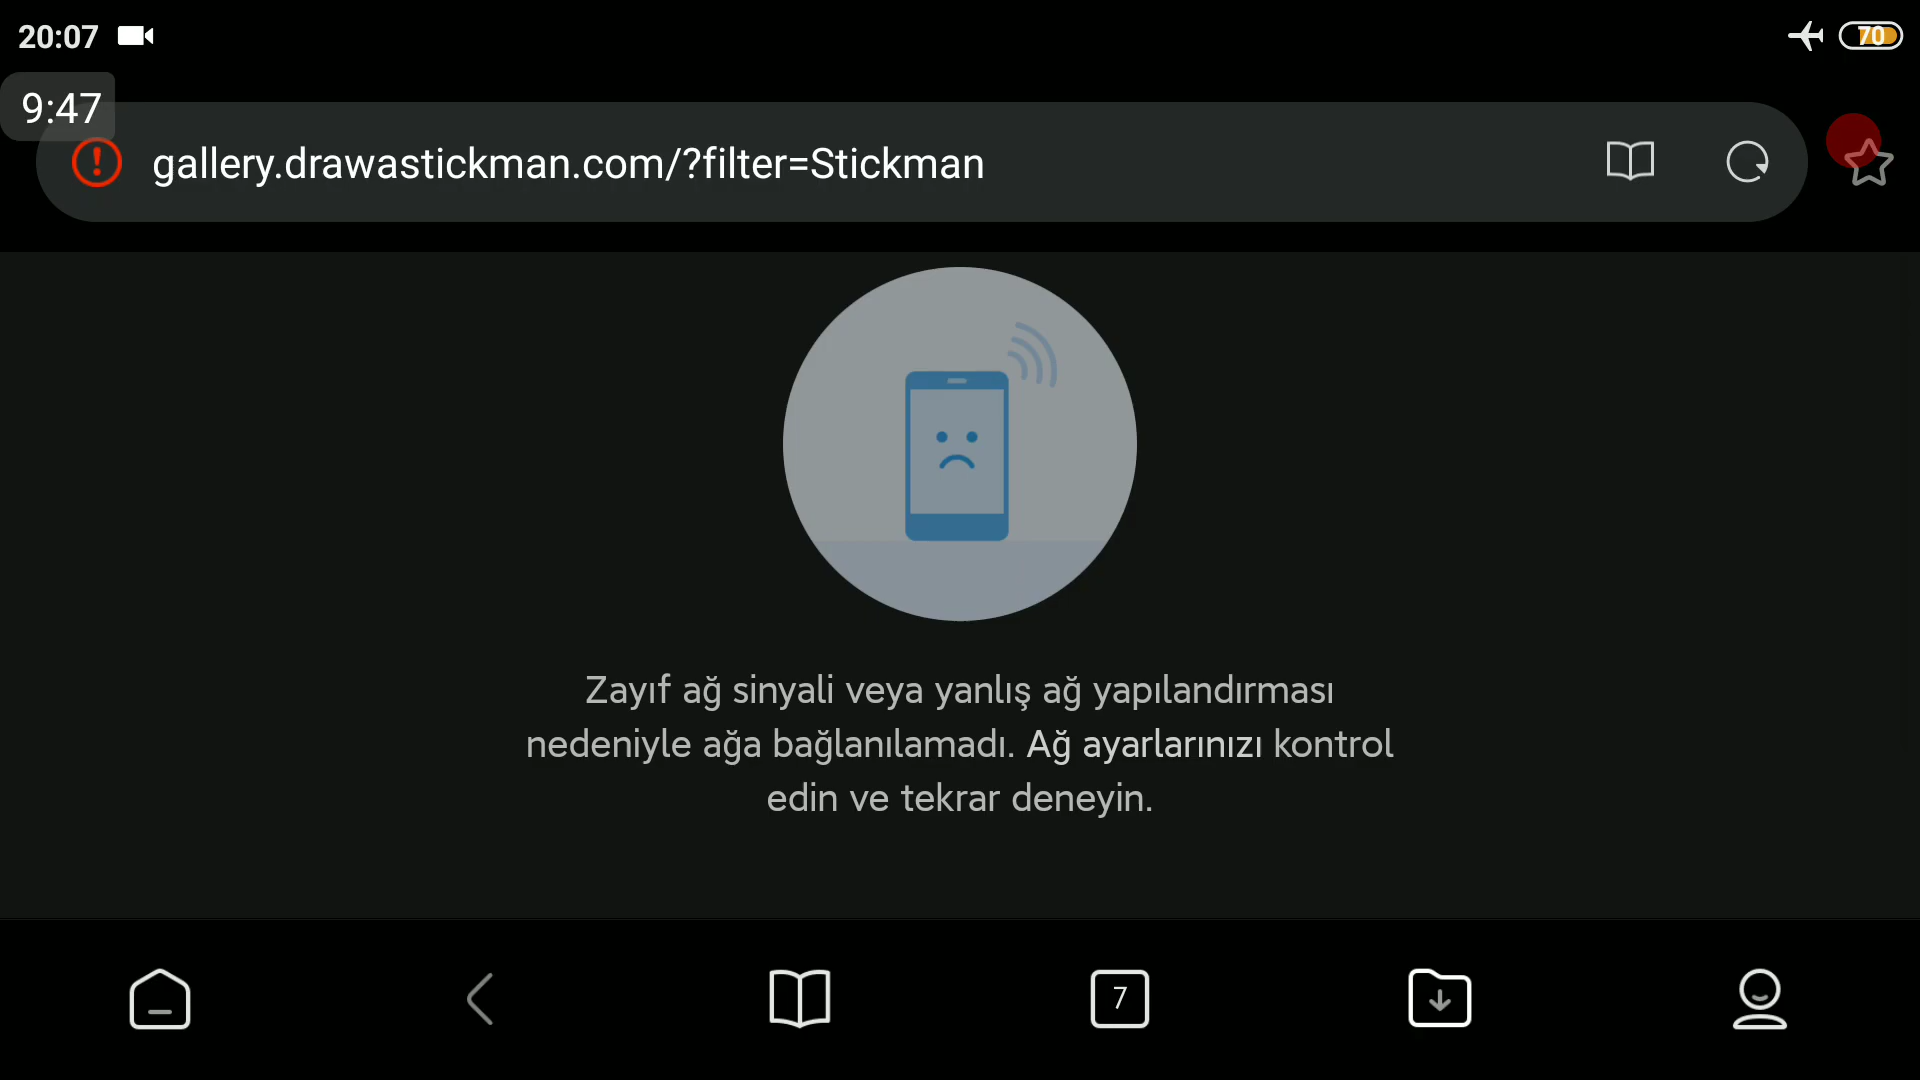 20:07
70
9:47
gallery.drawastickman.com/?filter=Stickman
Zayıf ağ sinyali veya yanlış ağ yapılandırması
nedeniyle ağa bağlanılamadı. Ağ ayarlarınızı kontrol
edin ve tekrar deneyin.
7